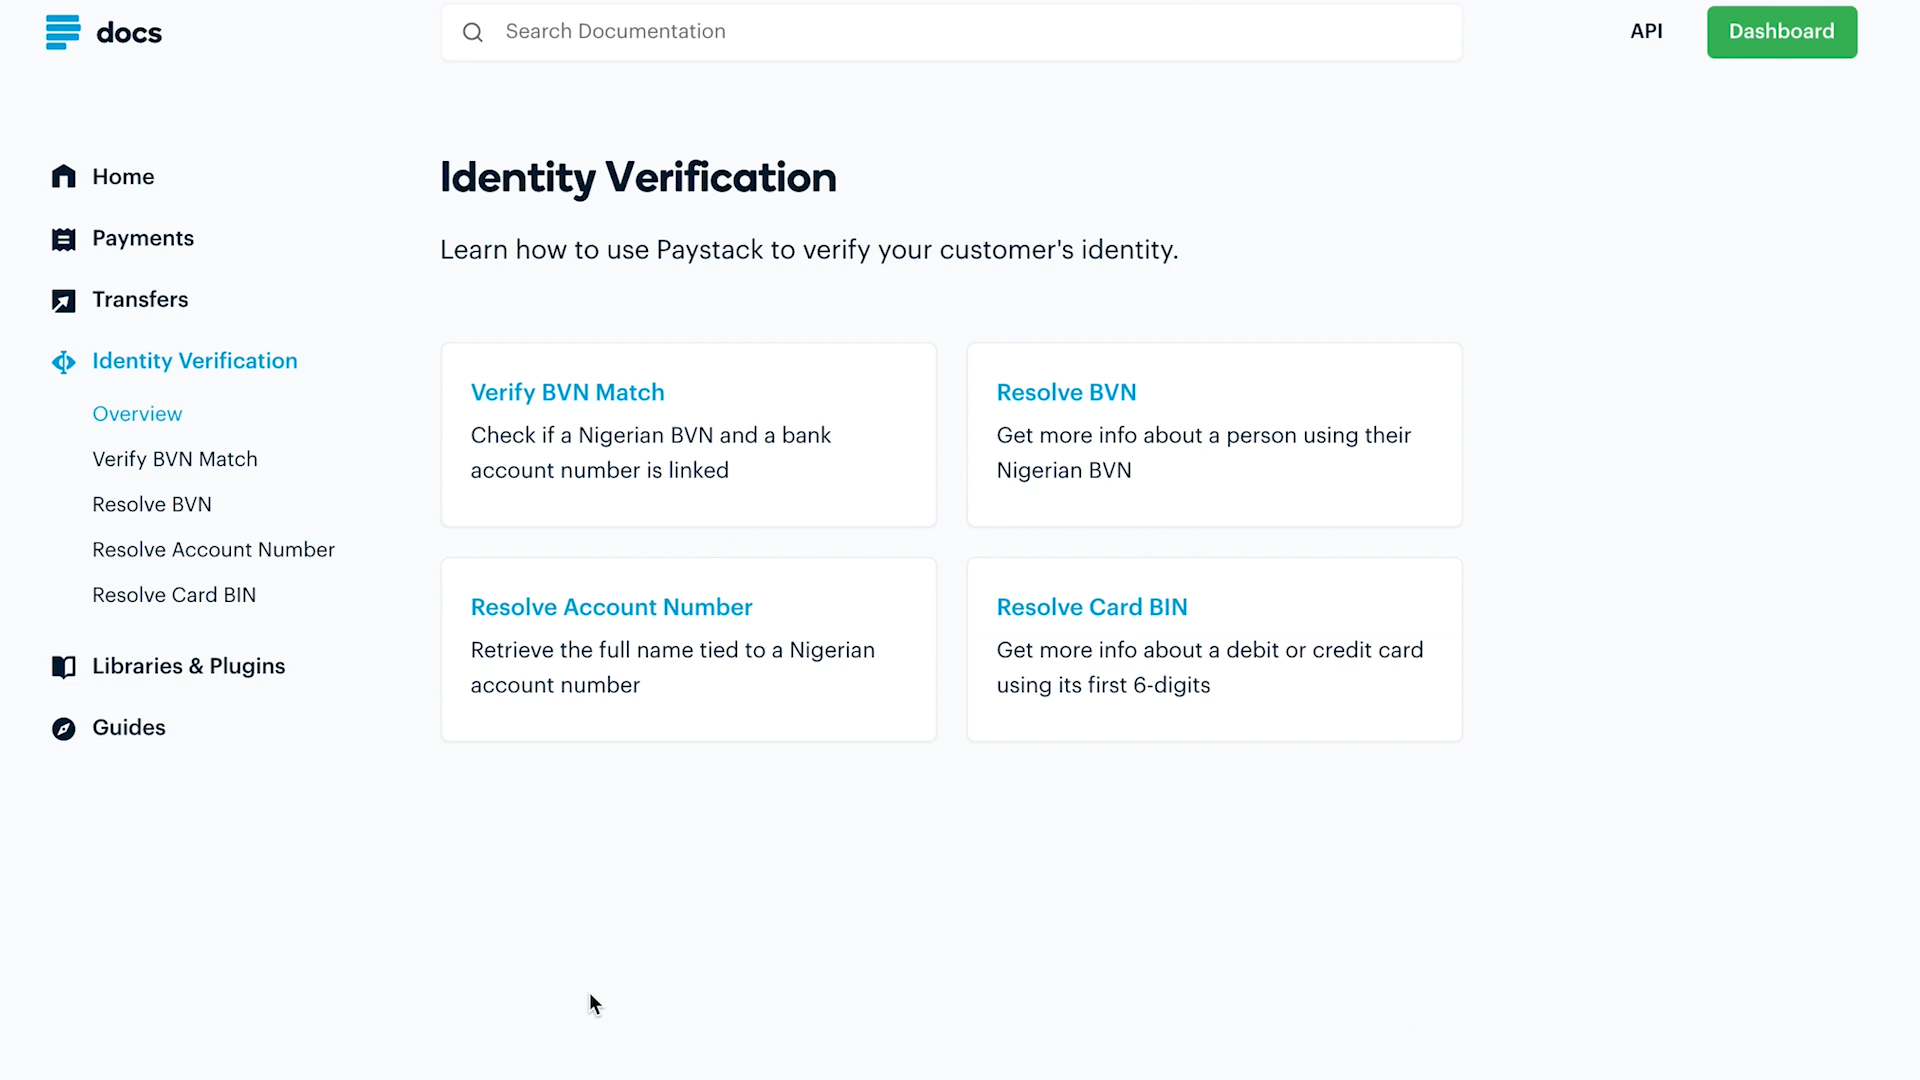 docs
Search Documentation
API
Dashboard
Home
Payments
Transfers
Identity Verification
Overview
Verify BVN Match
Resolve BVN
Resolve Account Number
Resolve Card BIN
Libraries & Plugins
Guides
Identity Verification
Learn how to use Paystack to verify your customer's identity.
Verify BVN Match
Check if a Nigerian BVN and a bank
account number is linked
Resolve BVN
Get more info about a person using their
Nigerian BVN
Resolve Account Number
Retrieve the full name tied to a Nigerian
account number
Resolve Card BIN
Get more info about a debit or credit card
using its first 6-digits